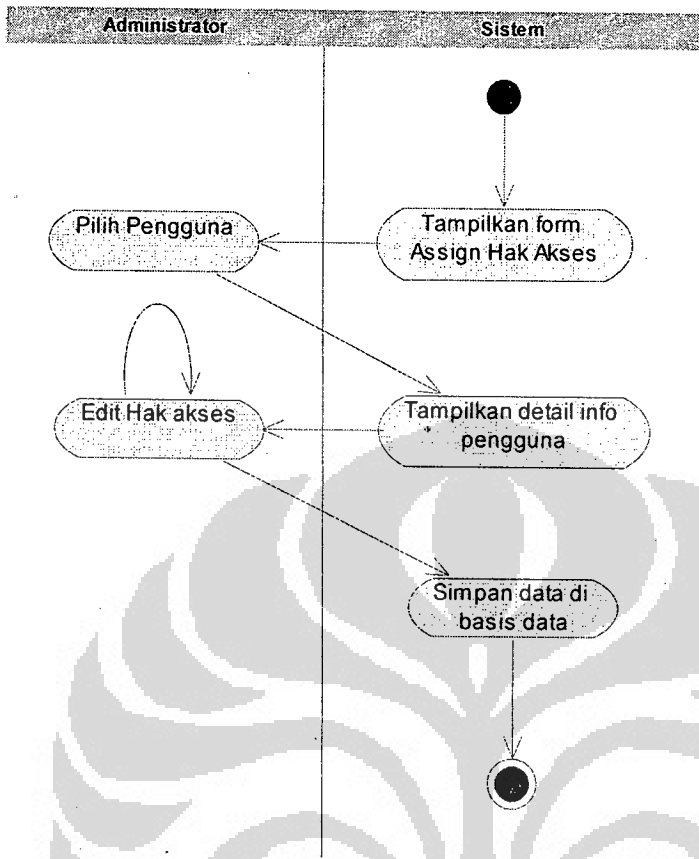 Administrator
Sistem
Pilih Pengguna
Tampilkan form
Assign Hak Akses
Edit Hak akses
Tampilkan detail info
pengguna
Simpan data di
basis data